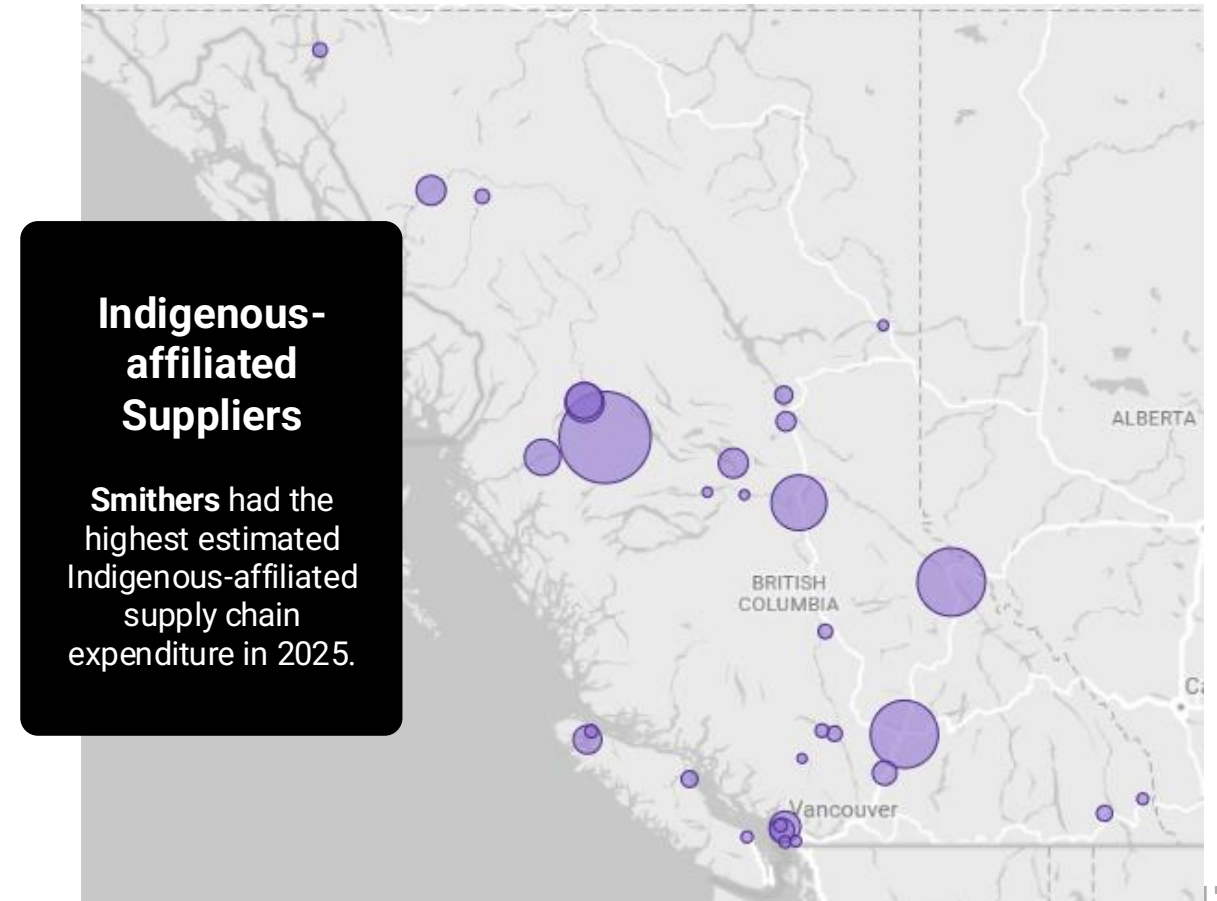 Indigenous-
affiliated
Suppliers
Smithers had the
highest estimated
Indigenous-affiliated
supply chain
expenditure in 2025.
ALBERTA
BRITISH
COLUMBIA
Ca
Vancouver